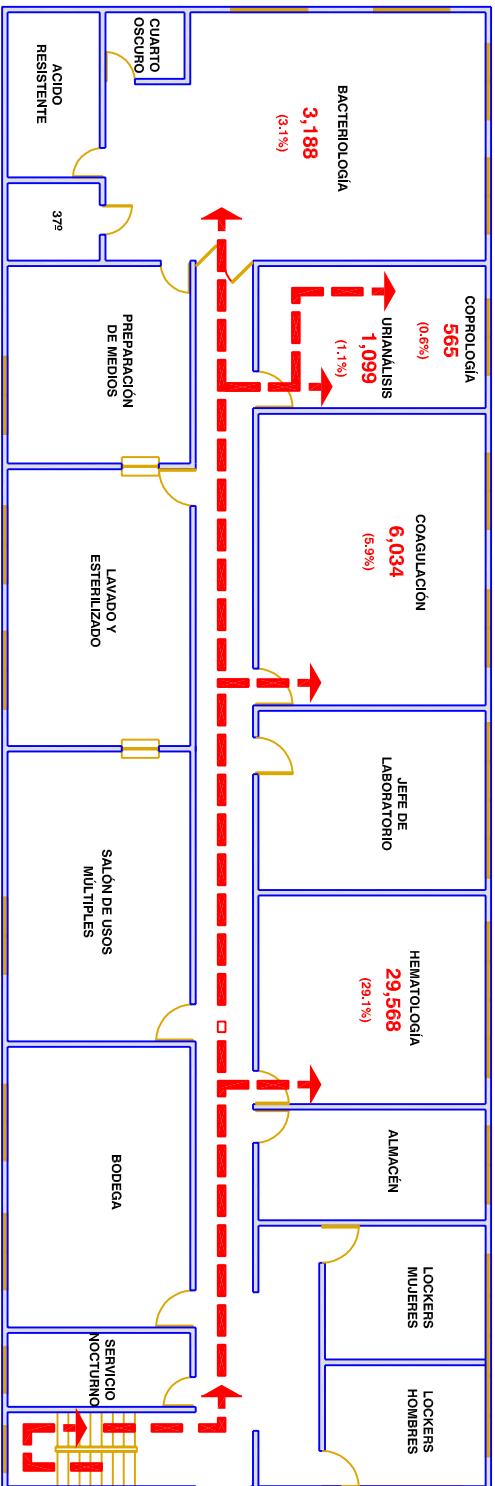 CUARTO
OSCURO
ACIDO
RESISTENTE
BACTERIOLOGÍA
3,188
(3.1%)
37º
COPROLOGÍA
565
(0.6%)
URIANÁLISIS
1,099
(1.1%)
PREPARACIÓN
DE MEDIOS
COAGULACIÓN
6,034
(5.9%)
LAVADO Y
ESTERILIZADO
JEFE DE
LABORATORIO
SALÓN DE USOS
MÚLTIPLES
HEMATOLOGÍA
29,568
(29.1%)
ALMACÉN
BODEGA
LOCKERS
MUJERES
SERVICIO
NOCTURNO
LOCKERS
HOMBRES